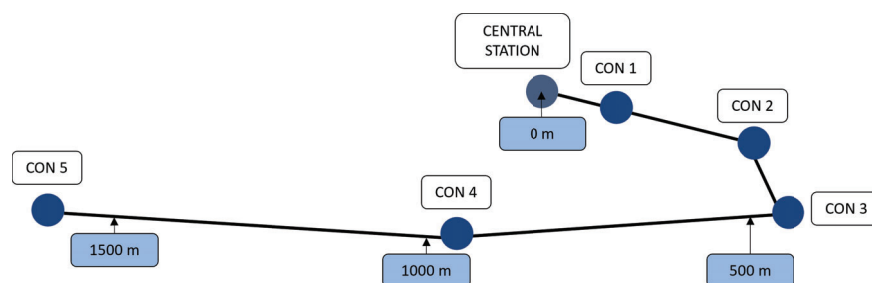 CENTRAL
STATION
CON 1
CON 2
0 m
CON 5
CON 4
CON 3
1500 m
1000 m
500 m